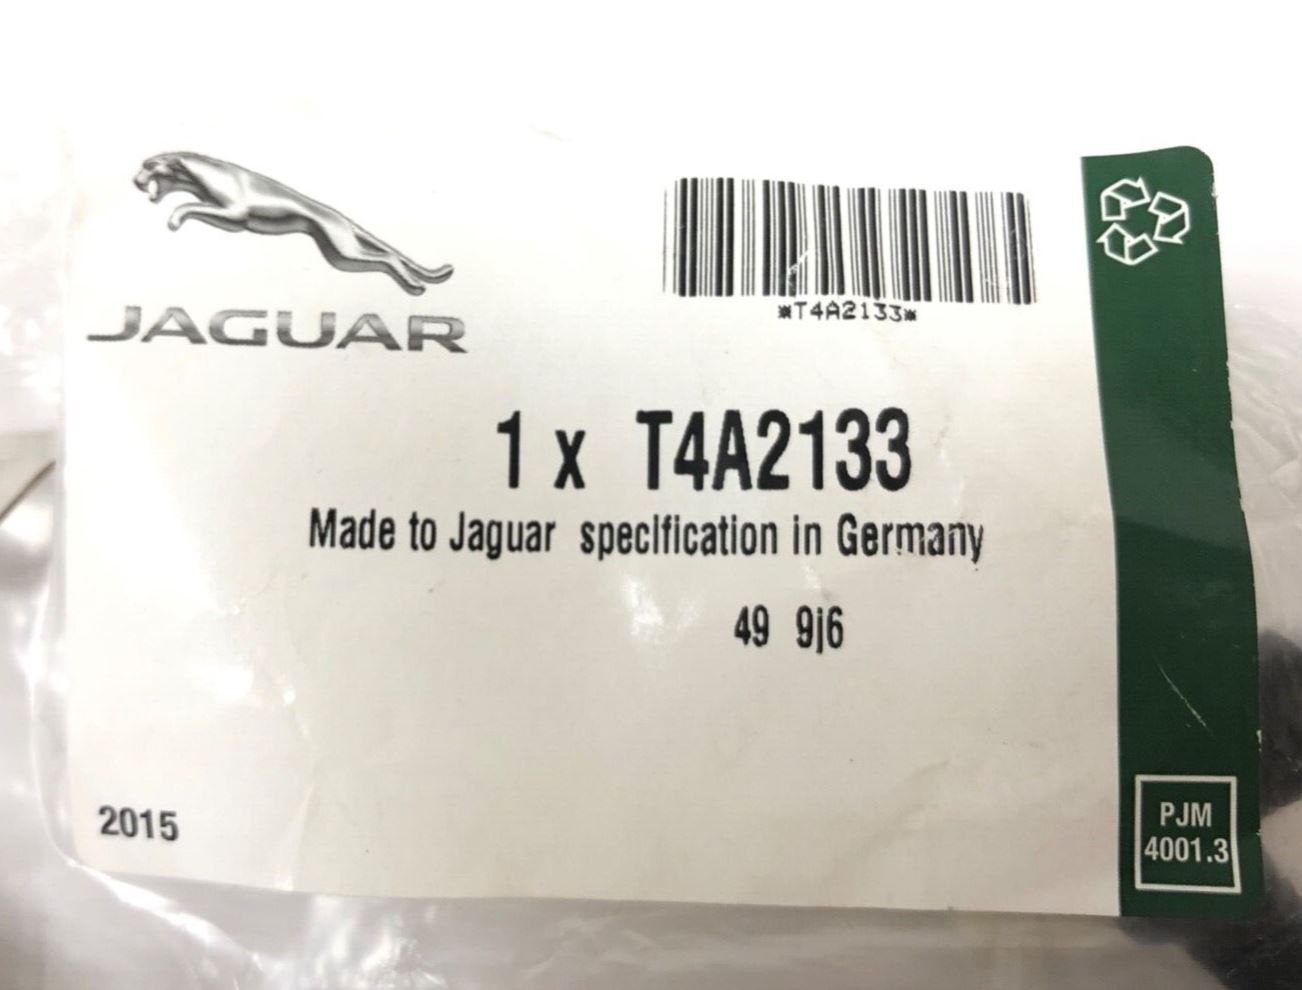 JAGUAR
*T4A2133*
1 x T4A2133
Made to Jaguar specification in Germany
49 9j6
2015
PJM
4001.3